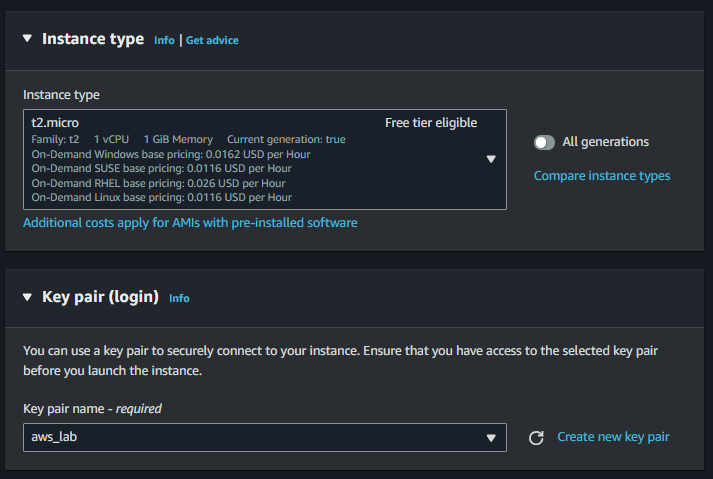 Instance type Info | Get advice
Instance type
t2.micro Free tier eligible
Family: t2 1 vCPU 1 GiB Memory Current generation: true
On-Demand Windows base pricing: 0.0162 USD per Hour
On-Demand SUSE base pricing: 0.0116 USD per Hour
On-Demand RHEL base pricing: 0.026 USD per Hour
On-Demand Linux base pricing: 0.0116 USD per Hour
All generations
Compare instance types
Additional costs apply for AMIs with pre-installed software
Key pair (login) Info
You can use a key pair to securely connect to your instance. Ensure that you have access to the selected key pair
before you launch the instance.
Key pair name - required
aws_lab
Create new key pair